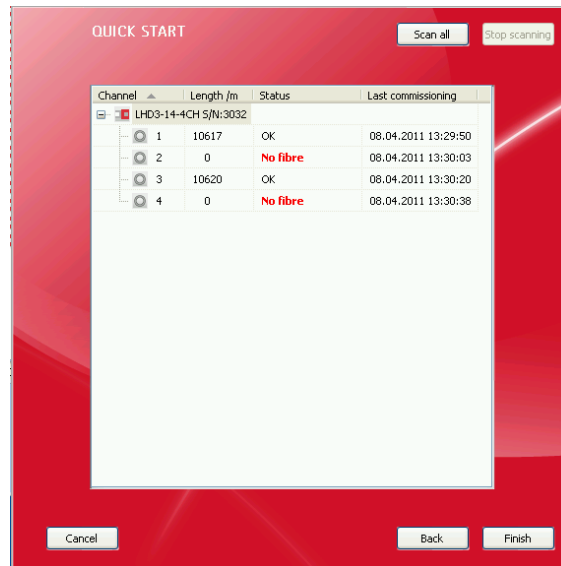 QUICK START
Scan all
Stop scanning
Channel Length /m Status Last commissioning
LHD3-14-4CH S/N:3032
1 10617 OK 08.04.2011 13:29:50
2 0 No fibre 08.04.2011 13:30:03
3 10620 OK 08.04.2011 13:30:20
4 0 No fibre 08.04.2011 13:30:38
Cancel Back Finish